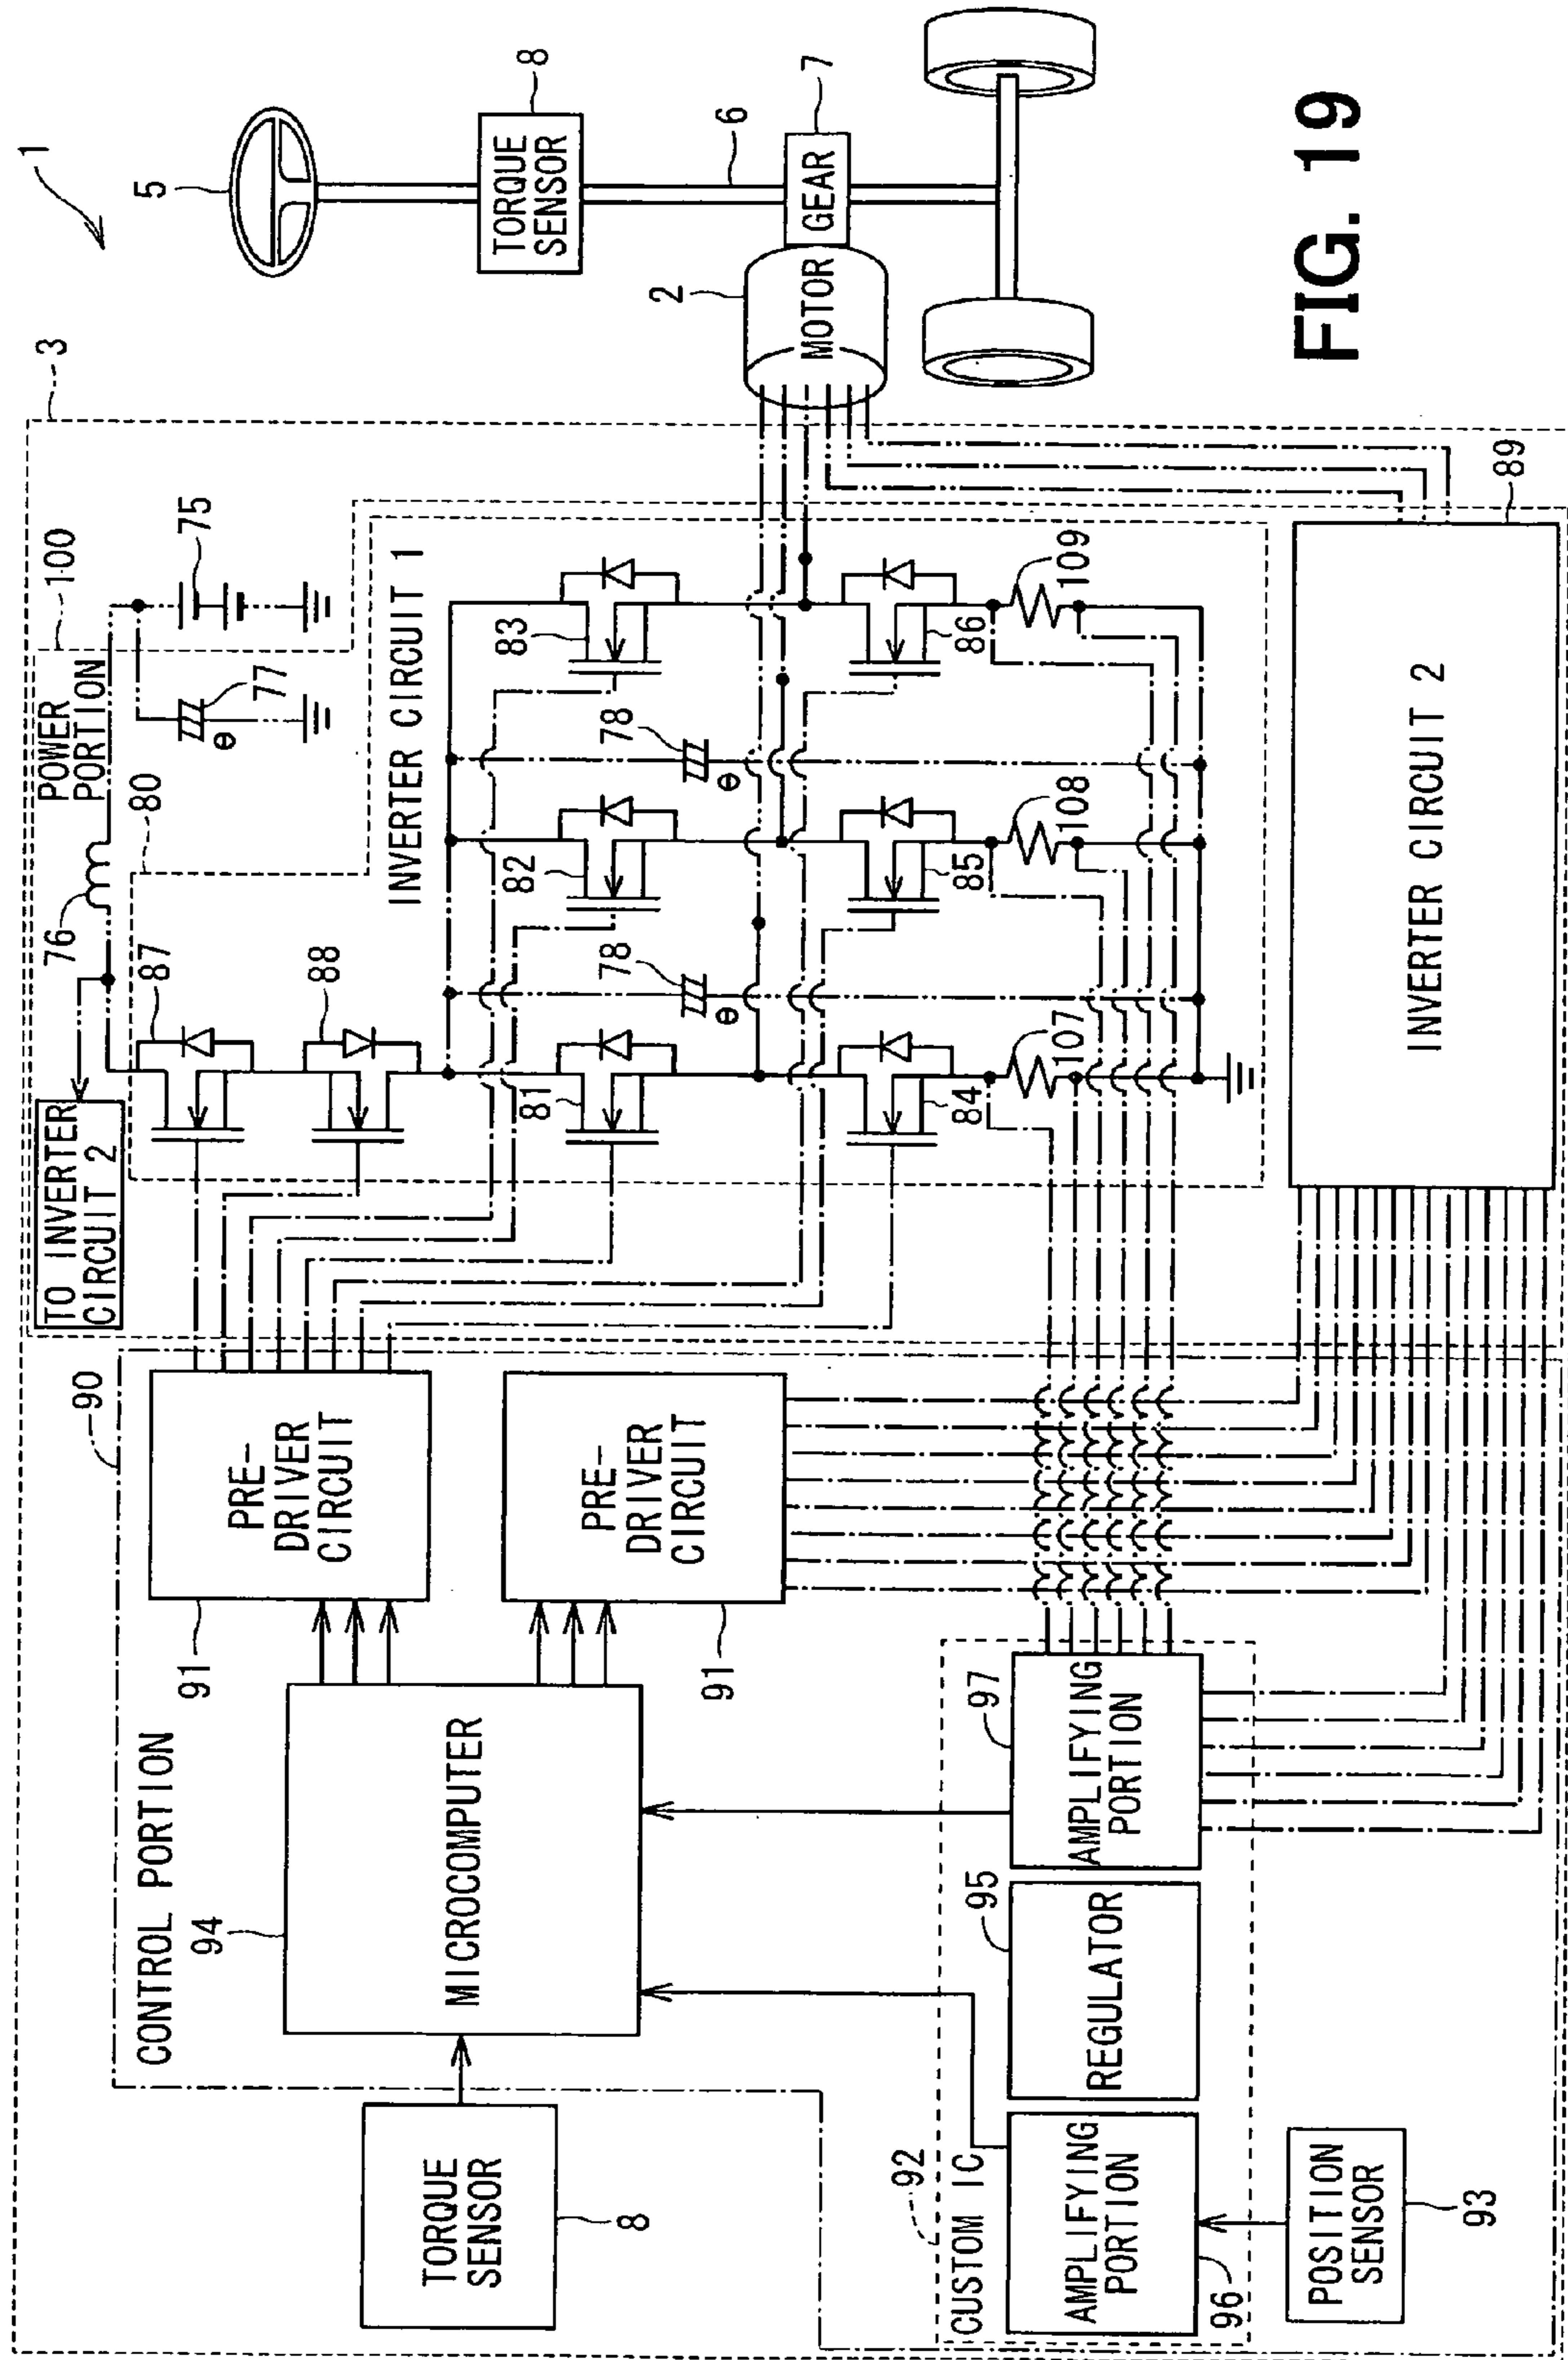 FIG. 19
1
5
TORQUE
SENSOR
8
6
7
GEAR
2
MOTOR
3
100
POWER
PORTION
75
77
θ
76
80
TO INVERTER
CIRCUIT 2
87
88
INVERTER CIRCUIT 1
81
82
83
78
θ
78
θ
84
85
86
107
108
109
INVERTER CIRCUIT 2
89
90
CONTROL PORTION
PRE-
DRIVER
CIRCUIT
91
PRE-
DRIVER
CIRCUIT
91
94
MICROCOMPUTER
TORQUE
SENSOR
8
92
CUSTOM IC
AMPLIFYING
PORTION
97
95
REGULATOR
AMPLIFYING
PORTION
96
POSITION
SENSOR
93